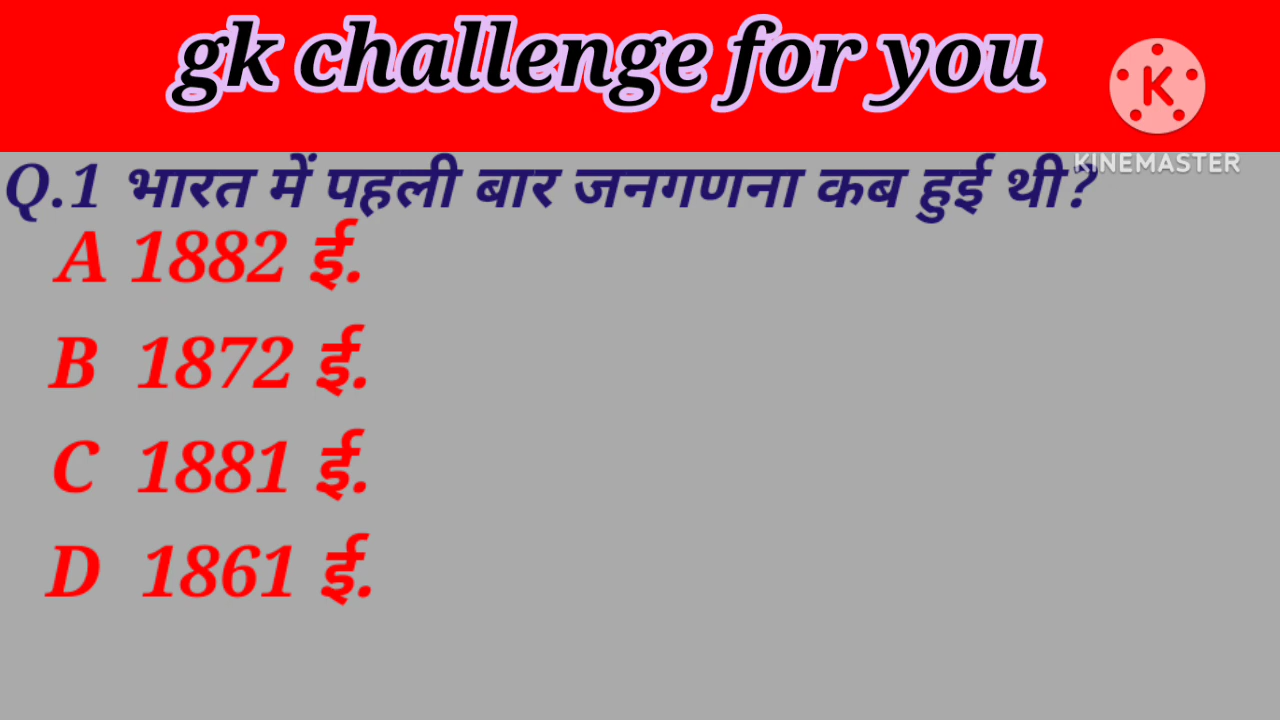 gk challenge for you
K
KINEMASTER
Q.1 भारत में पहली बार जनगणना कब हुई थी?
A 1882 ई.
B 1872 ई.
C 1881 ई.
D 1861 ई.